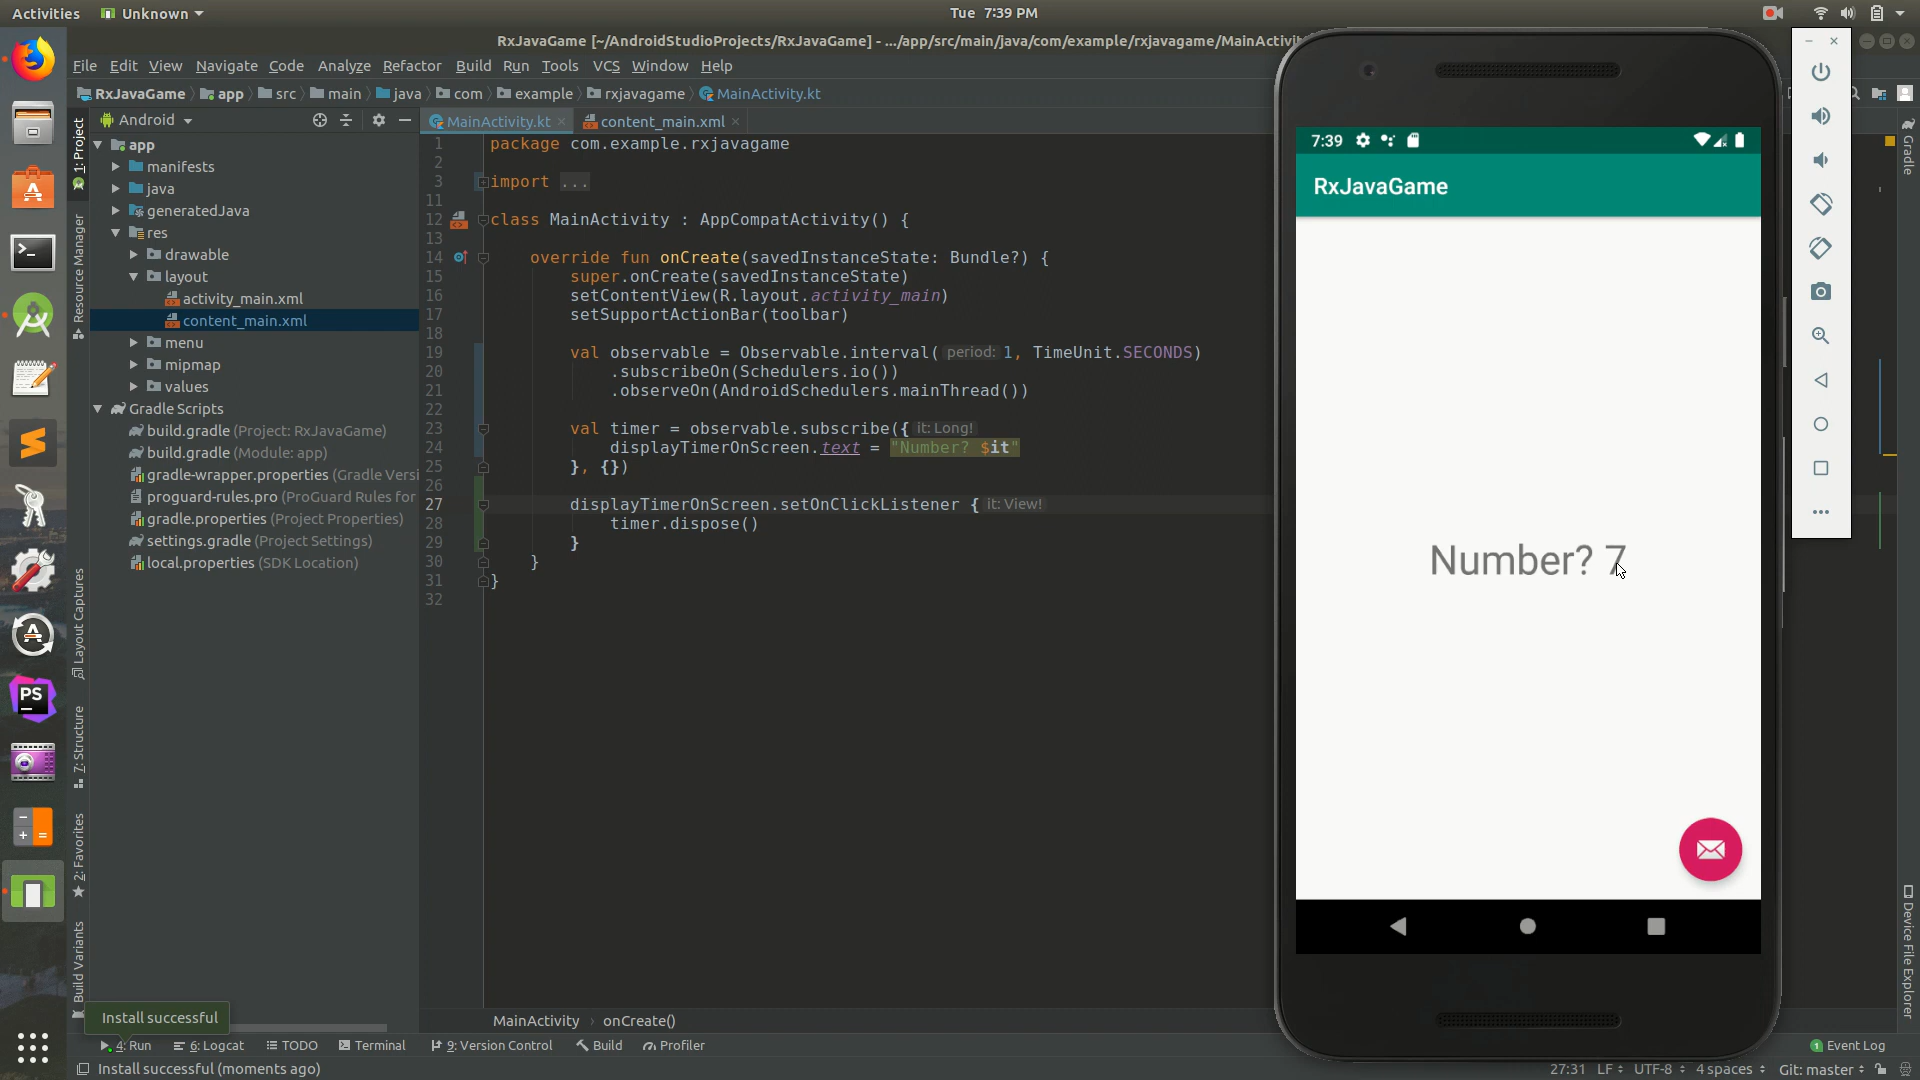 Activities
Unknown
Tue 7:39 PM
RxJavaGame [~/AndroidStudioProjects/RxJavaGame] - .../app/src/main/java/com/example/rxjavagame/MainActivit
File Edit View Navigate Code Analyze Refactor Build Run Tools VCS Window Help
RxJavaGame app src main java com example rxjavagame MainActivity.kt
Android
MainActivity.kt
content_main.xml
1: Project
Resource Manager
Layout Captures
7: Structure
2: Favorites
Build Variants
app
manifests
java
generatedJava
res
drawable
layout
activity_main.xml
content_main.xml
menu
mipmap
values
Gradle Scripts
build.gradle (Project: RxJavaGame)
build.gradle (Module: app)
gradle-wrapper.properties (Gradle Versi
proguard-rules.pro (ProGuard Rules for
gradle.properties (Project Properties)
settings.gradle (Project Settings)
local.properties (SDK Location)
PS
1 package com.example.rxjavagame
2
3 import ...
11
12 class MainActivity : AppCompatActivity() {
13
14 override fun onCreate(savedInstanceState: Bundle?) {
15 super.onCreate(savedInstanceState)
16 setContentView(R.layout.activity_main)
17 setSupportActionBar(toolbar)
18
19 val observable = Observable.interval( period: 1, TimeUnit.SECONDS)
20 .subscribeOn(Schedulers.io())
21 .observeOn(AndroidSchedulers.mainThread())
22
23 val timer = observable.subscribe({ it: Long!
24 displayTimerOnScreen.text = "Number? $it"
25 }, {})
26
27 displayTimerOnScreen.setOnClickListener { it: View!
28 timer.dispose()
29 }
30 }
31 }
32
7:39
RxJavaGame
Number? 7
Gradle
Device File Explorer
MainActivity › onCreate()
Install successful
4: Run 6: Logcat TODO Terminal 9: Version Control Build Profiler
1 Event Log
Install successful (moments ago)
27:31 LF UTF-8 4 spaces Git: master